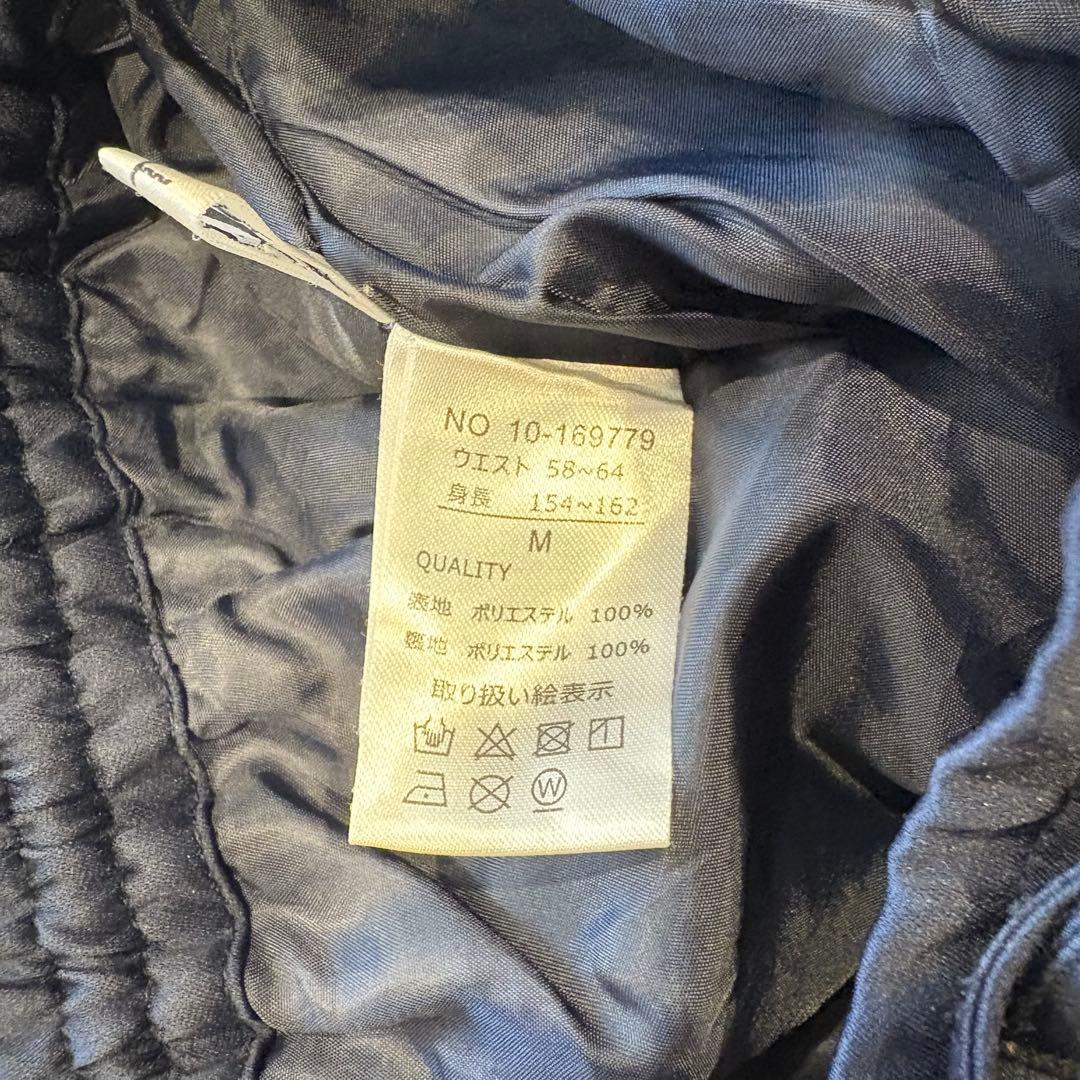 NO 10-169779
ウエスト 58~64
身長 154~162
M
QUALITY
表地 ポリエステル 100%
裏地 ポリエステル 100%
取り扱い絵表示
W